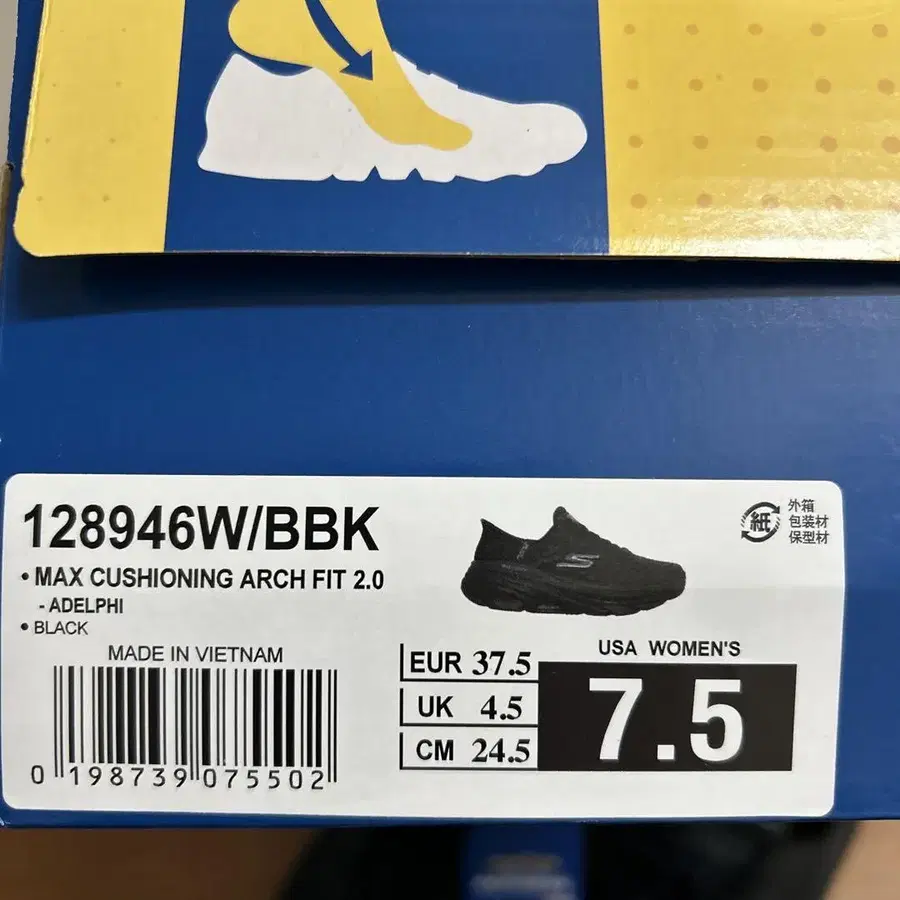 128946W/BBK
• MAX CUSHIONING ARCH FIT 2.0
- ADELPHI
• BLACK
MADE IN VIETNAM
0 198739 075502
紙
外箱
包装材
保型材
USA WOMEN'S
7.5
EUR 37.5
UK 4.5
CM 24.5